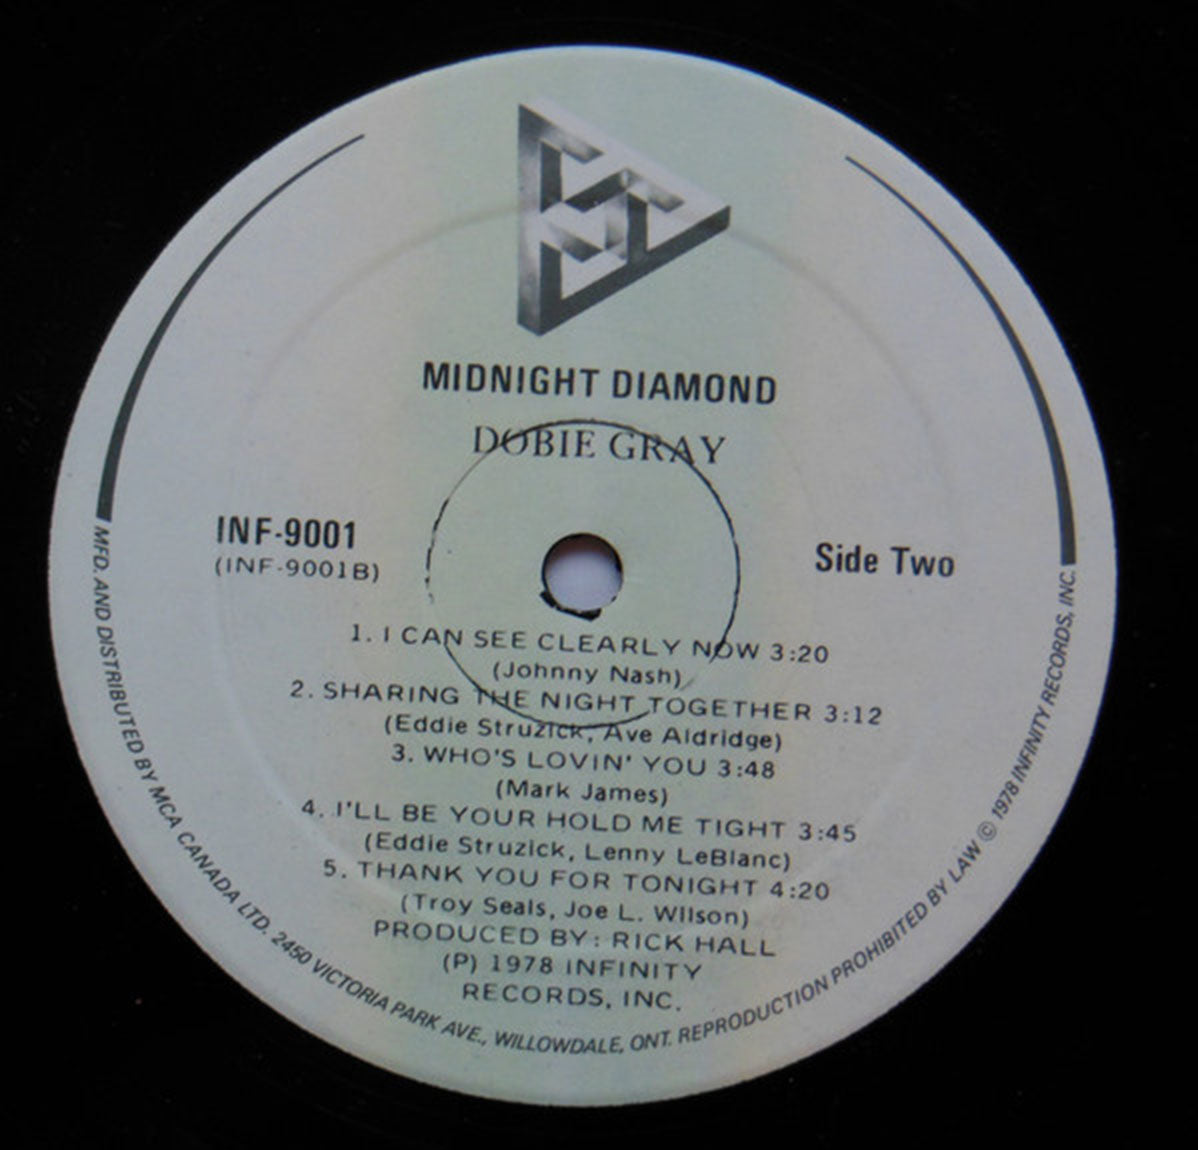 MIDNIGHT DIAMOND
DOBIE GRAY
INF-9001
(INF-9001B)
Side Two
1. I CAN SEE CLEARLY NOW 3:20
(Johnny Nash)
2. SHARING THE NIGHT TOGETHER 3:12
(Eddie Struzick, Ave Aldridge)
3. WHO'S LOVIN' YOU 3:48
(Mark James)
4. I'LL BE YOUR HOLD ME TIGHT 3:45
(Eddie Struzick, Lenny LeBlanc)
5. THANK YOU FOR TONIGHT 4:20
(Troy Seals, Joe L. Wilson)
PRODUCED BY: RICK HALL
(P) 1978 INFINITY
RECORDS, INC.
MFD. AND DISTRIBUTED BY MCA CANADA LTD. 2450 VICTORIA PARK AVE., WILLOWDALE, ONT. REPRODUCTION PROHIBITED BY LAW © 1978 INFINITY RECORDS, INC.